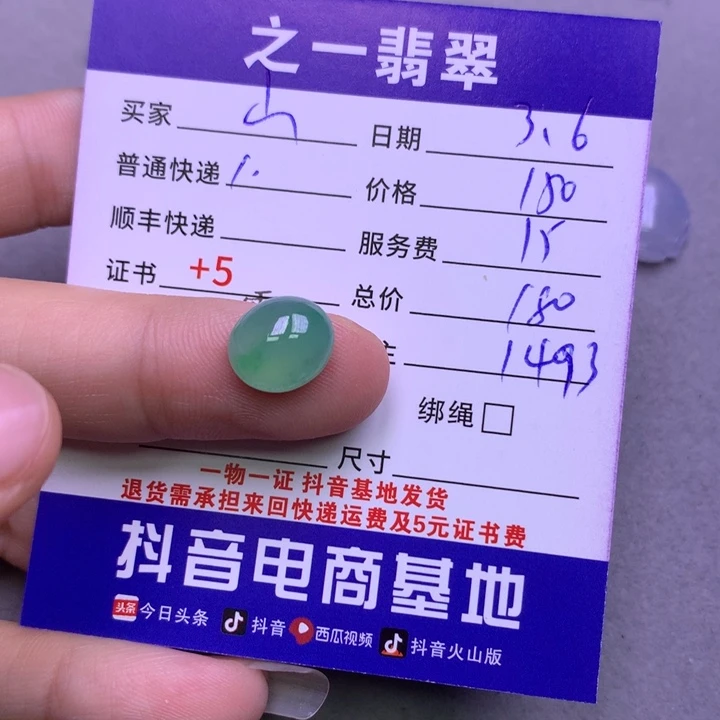 之一翡翠
买家 山 日期 3.6
普通快递 1. 价格 180
顺丰快递 服务费 15
证书 +5 总价 180
主 1493
绑绳
尺寸
一物一证 抖音基地发货
退货需承担来回快递运费及5元证书费
抖音电商基地
头条 今日头条 抖音 西瓜视频 抖音火山版